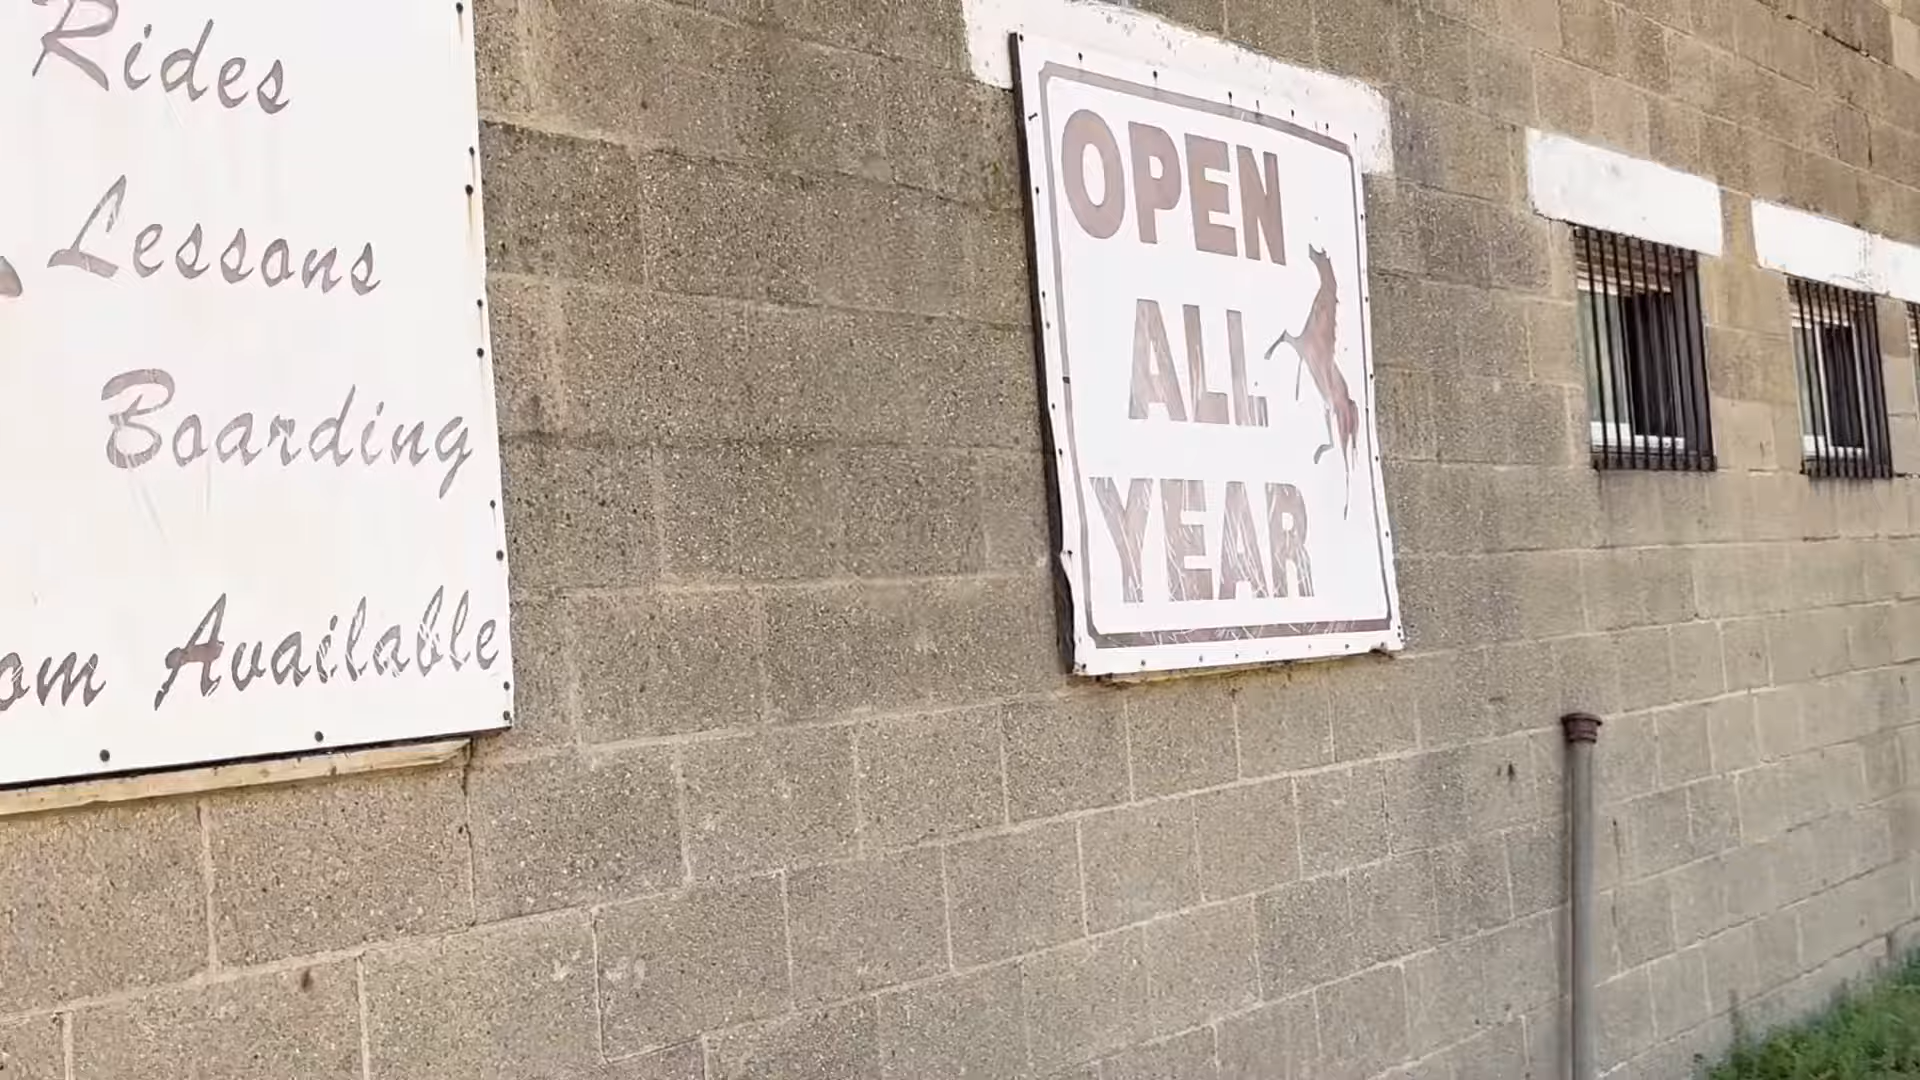 Rides
Lessons
Boarding
Available
OPEN
ALL
YEAR